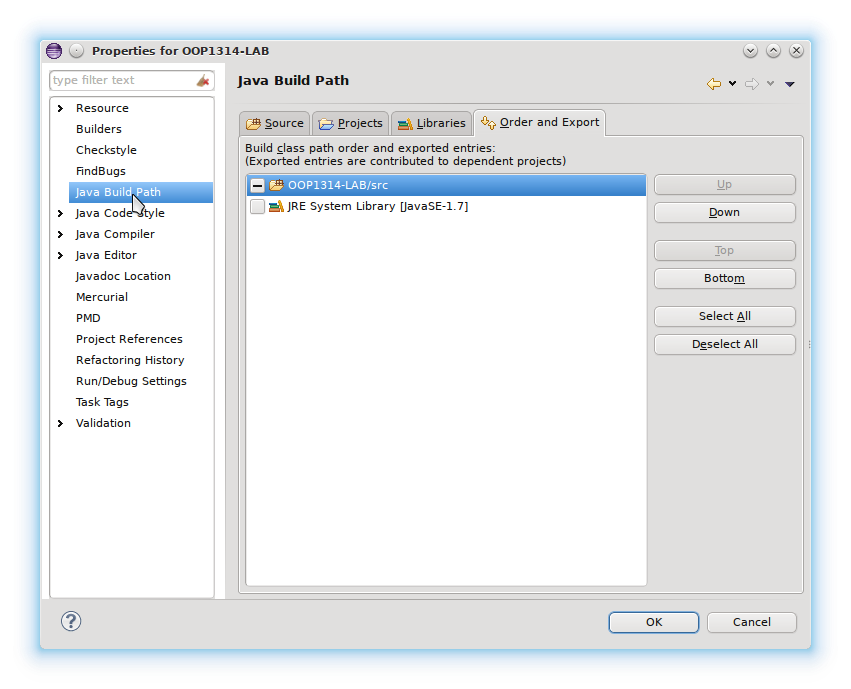 Properties for OOP1314-LAB
type filter text
Resource
Builders
Checkstyle
FindBugs
Java Build Path
Java Code Style
Java Compiler
Java Editor
Javadoc Location
Mercurial
PMD
Project References
Refactoring History
Run/Debug Settings
Task Tags
Validation
Java Build Path
Source Projects Libraries Order and Export
Build class path order and exported entries:
(Exported entries are contributed to dependent projects)
OOP1314-LAB/src
JRE System Library [JavaSE-1.7]
Up
Down
Top
Bottom
Select All
Deselect All
?
OK Cancel